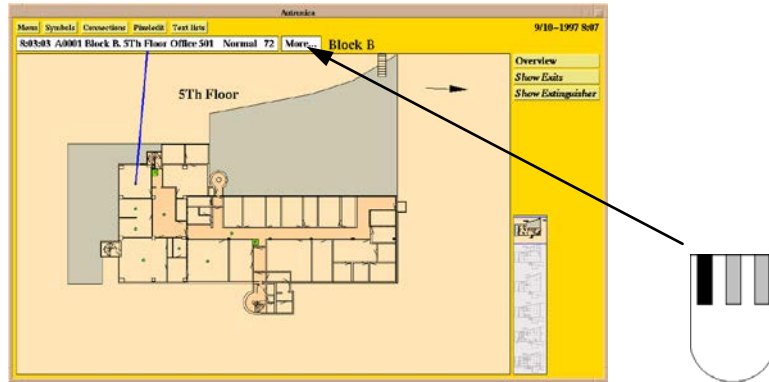 Autronica
Menu Symbols Connections Pixeledit Text lists
9/10-1997 8:07
8:03:03 A0001 Block B. 5Th Floor Office 501 Normal 72 More... Block B
Overview
Show Exits
Show Extinguisher
5Th Floor